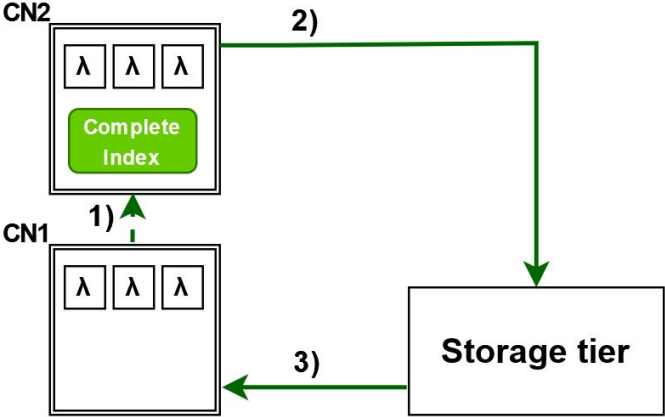 CN2
2)
λ λ λ
Complete
Index
1)
CN1
λ λ λ
Storage tier
3)